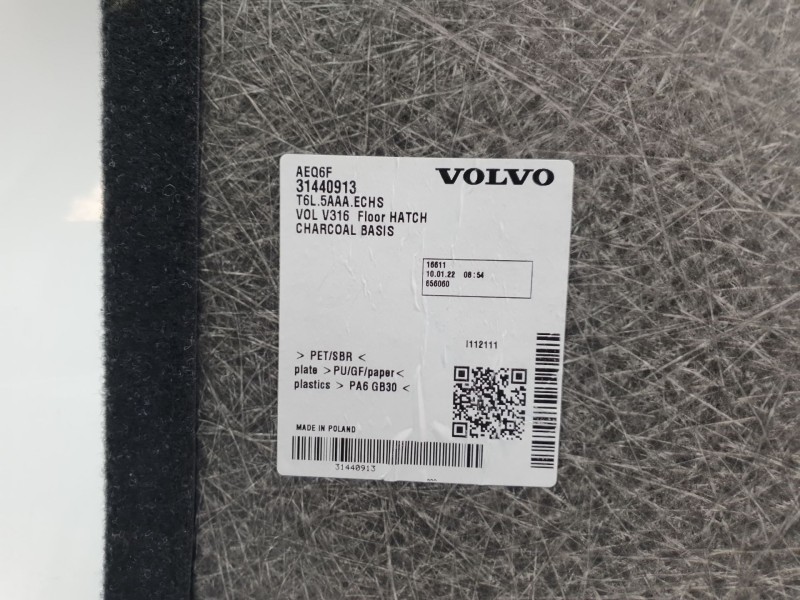 AEQ6F
VOLVO
31440913
T6L.5AAA.ECHS
VOL V316 Floor HATCH
CHARCOAL BASIS
16611
10.01.22 08:54
656060
I112111
> PET/SBR <
plate >PU/GF/paper<
plastics > PA6 GB30 <
MADE IN POLAND
31440913